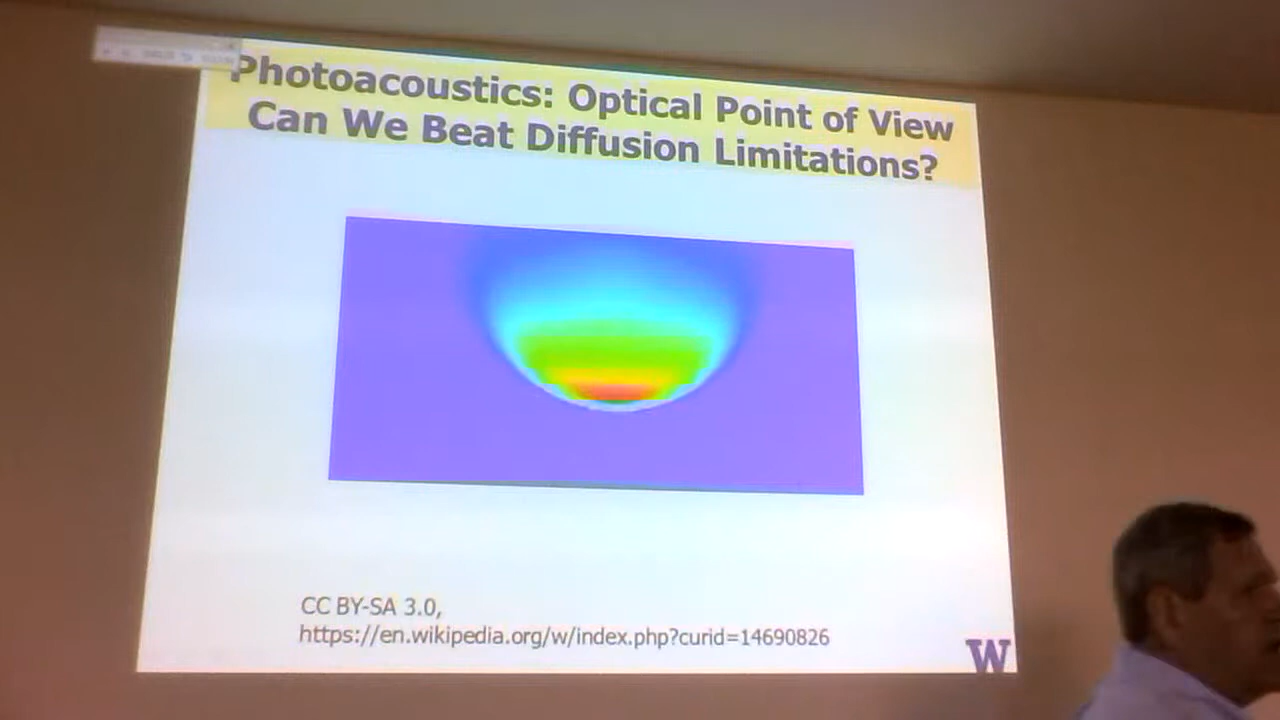 Photoacoustics: Optical Point of View
Can We Beat Diffusion Limitations?
CC BY-SA 3.0,
https://en.wikipedia.org/w/index.php?curid=14690826
W